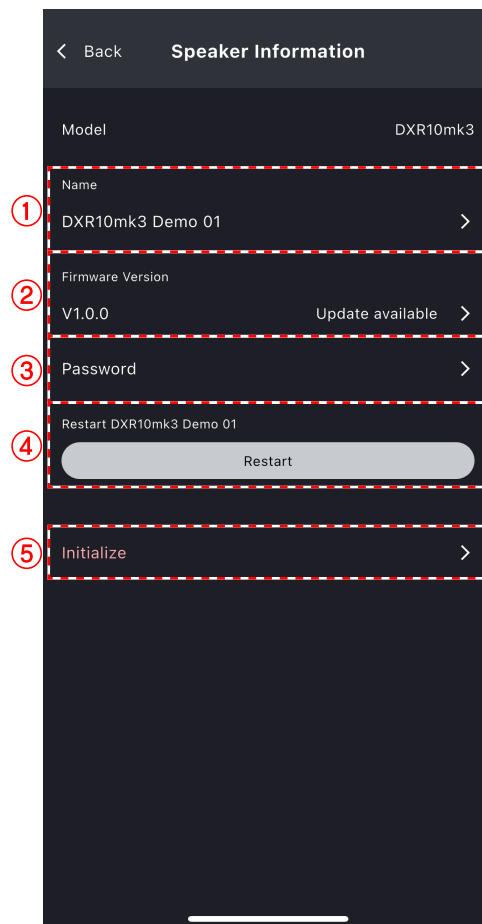 Back Speaker Information
Model DXR10mk3
① Name
DXR10mk3 Demo 01
② Firmware Version
V1.0.0 Update available
③ Password
④ Restart DXR10mk3 Demo 01
Restart
⑤ Initialize